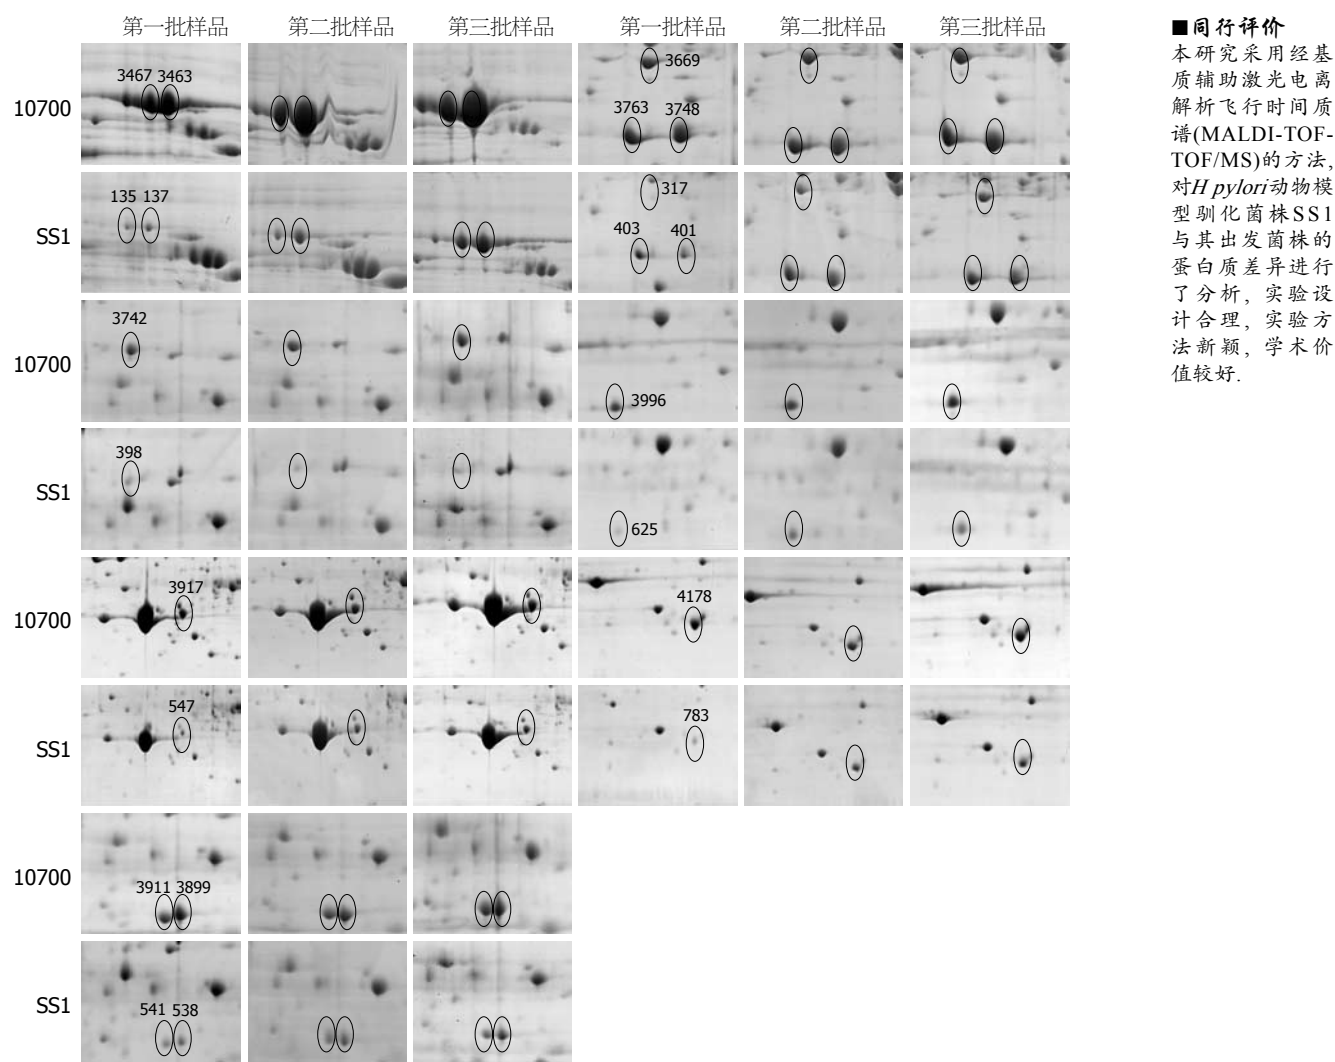 第一批样品 第二批样品 第三批样品 第一批样品 第二批样品 第三批样品
10700
3467 3463
3669
3763 3748
SS1
135 137
317
403 401
10700
3742
3996
SS1
398
625
10700
3917
4178
SS1
547
783
10700
3911 3899
SS1
541 538
■同行评价
本研究采用经基
质辅助激光电离
解析飞行时间质
谱(MALDI-TOF-
TOF/MS)的方法,
对H pylori动物模
型驯化菌株SS1
与其出发菌株的
蛋白质差异进行
了分析, 实验设
计合理, 实验方
法新颖, 学术价
值较好.